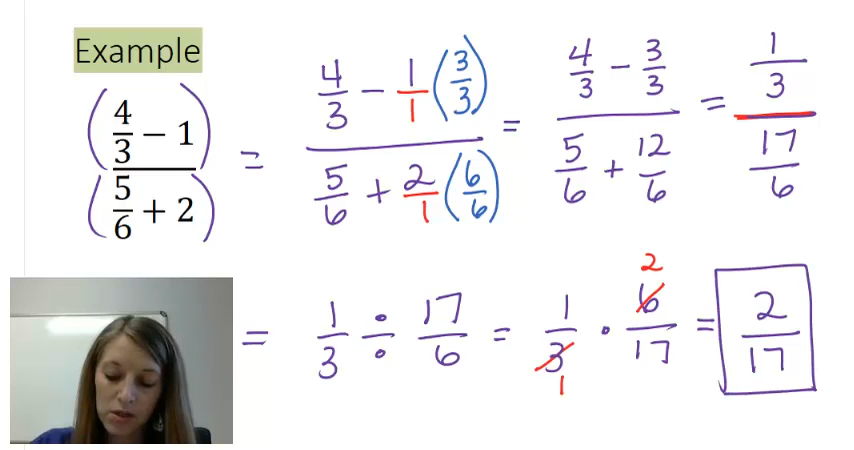 Example
(4/3 − 1)/(5/6 + 2) = (4/3 − 1/1 (3/3))/(5/6 + 2/1 (6/6)) = (4/3 − 3/3)/(5/6 + 12/6) = (1/3)/(17/6)
= 1/3 ÷ 17/6 = 1/3 · 6/17 = 2/17
2
1